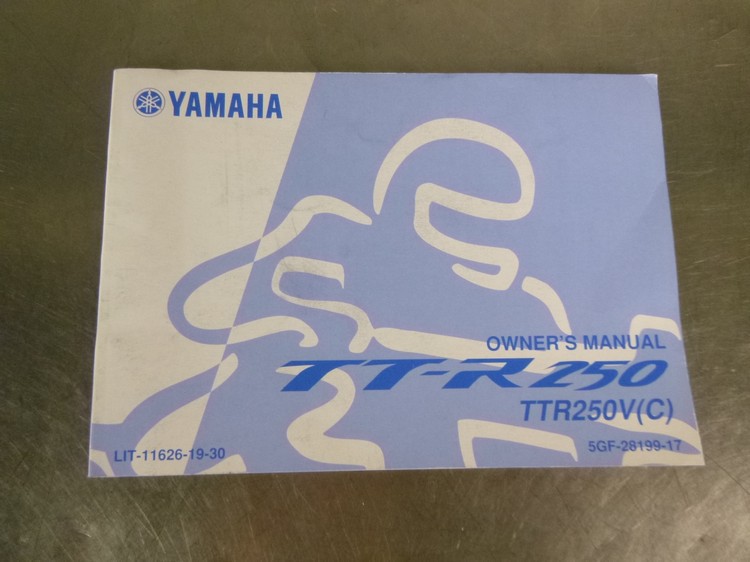 YAMAHA
OWNER'S MANUAL
TT-R250
TTR250V(C)
LIT-11626-19-30
5GF-28199-17